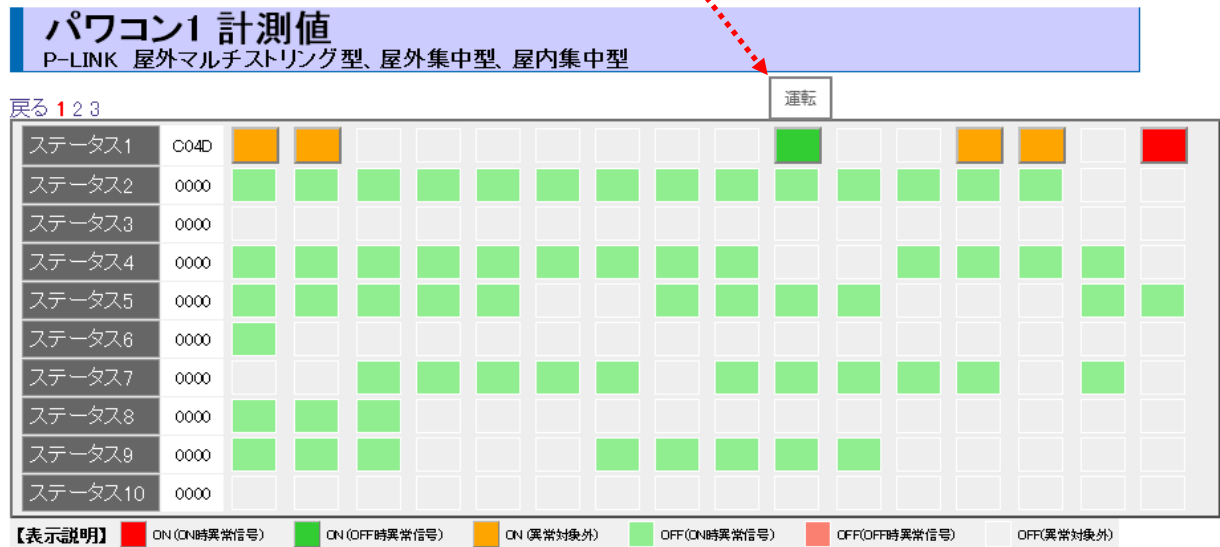 パワコン1 計測値
P-LINK 屋外マルチストリング型、屋外集中型、屋内集中型
運転
戻る 1 2 3
ステータス1 C04D
ステータス2 0000
ステータス3 0000
ステータス4 0000
ステータス5 0000
ステータス6 0000
ステータス7 0000
ステータス8 0000
ステータス9 0000
ステータス10 0000
【表示説明】 ON(ON時異常信号) ON(OFF時異常信号) ON(異常対象外) OFF(ON時異常信号) OFF(OFF時異常信号) OFF(異常対象外)